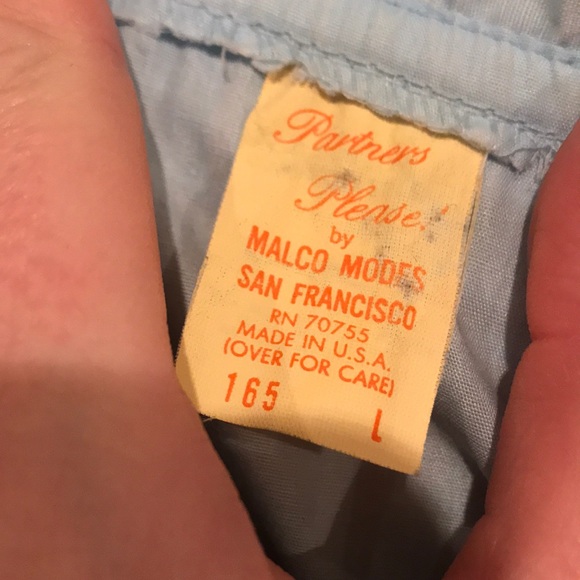 Partners
Please!
by
MALCO MODES
SAN FRANCISCO
RN 70755
MADE IN U.S.A.
(OVER FOR CARE)
165 L